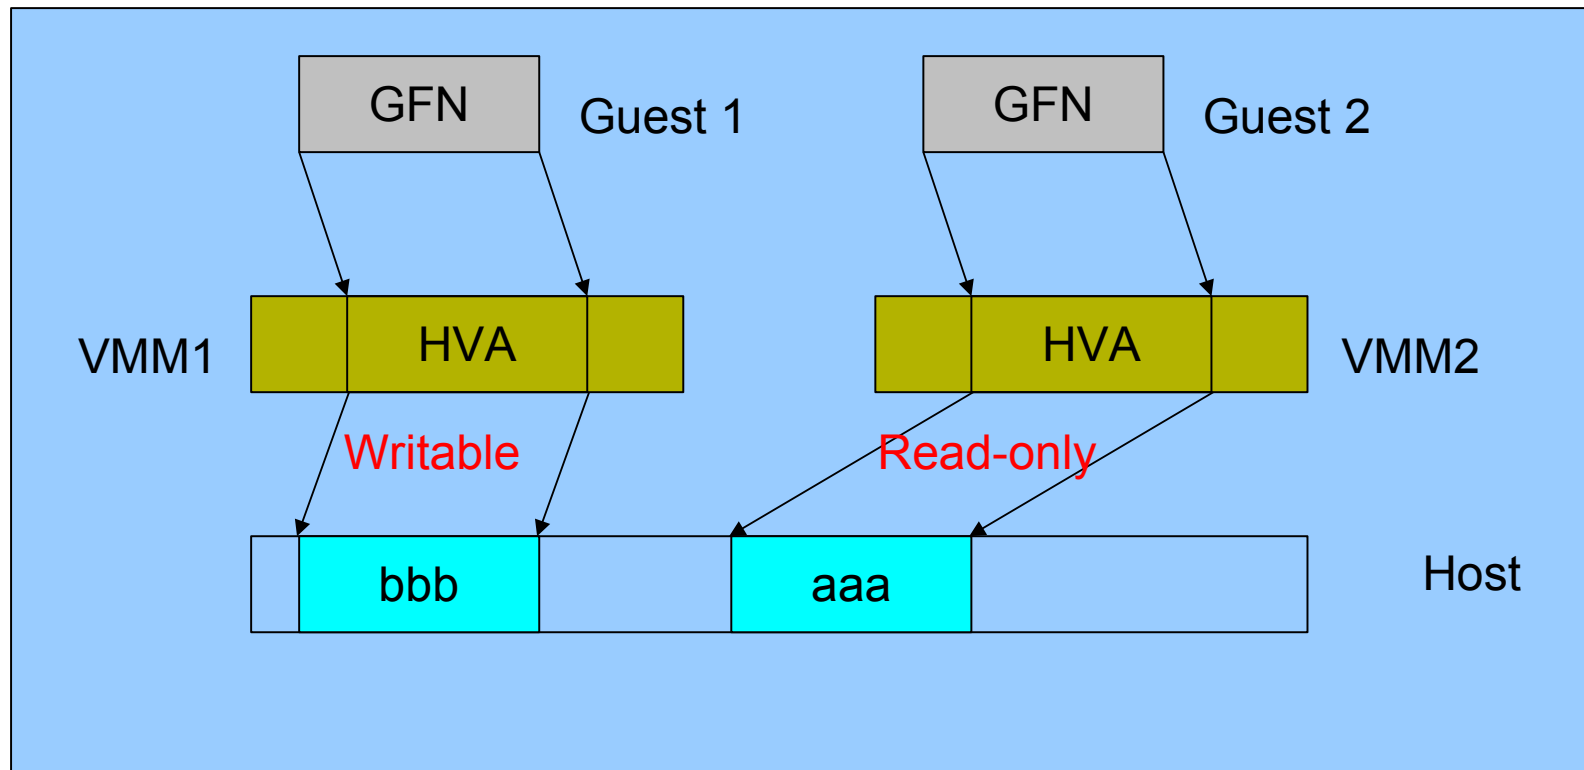 GFN
Guest 1
GFN
Guest 2
VMM1
HVA
HVA
VMM2
Writable
Read-only
bbb
aaa
Host